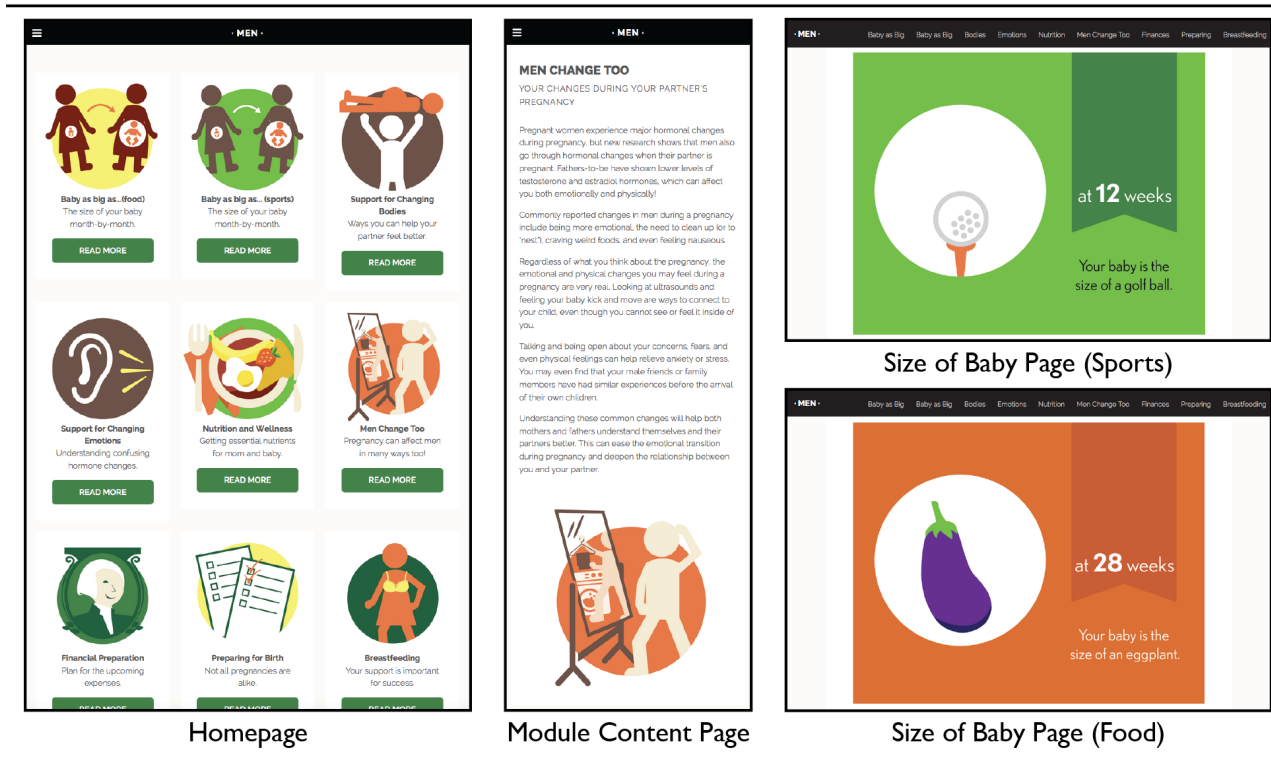 · MEN ·
Baby as big as...(food)
The size of your baby
month-by-month.
READ MORE
Baby as big as... (sports)
The size of your baby
month-by-month.
READ MORE
Support for Changing
Bodies
Ways you can help your
partner feel better.
READ MORE
Support for Changing
Emotions
Understanding confusing
hormone changes.
READ MORE
Nutrition and Wellness
Getting essential nutrients
for mom and baby.
READ MORE
Men Change Too
Pregnancy can affect men
in many ways too!
READ MORE
Financial Preparation
Plan for the upcoming
expenses.
READ MORE
Preparing for Birth
Not all pregnancies are
alike.
READ MORE
Breastfeeding
Your support is important
for success.
READ MORE
Homepage
· MEN ·
MEN CHANGE TOO
YOUR CHANGES DURING YOUR PARTNER'S
PREGNANCY
Pregnant women experience major hormonal changes
during pregnancy, but new research shows that men also
go through hormonal changes when their partner is
pregnant. Fathers-to-be have shown lower levels of
testosterone and estradiol hormones, which can affect
you both emotionally and physically!
Commonly reported changes in men during a pregnancy
include being more emotional, the need to clean up (or to
"nest"), craving weird foods, and even feeling nauseous.
Regardless of what you think about the pregnancy, the
emotional and physical changes you may feel during a
pregnancy are very real. Looking at ultrasounds and
feeling your baby kick and move are ways to connect to
your child, even though you cannot see or feel it inside of
you.
Talking and being open about your concerns, fears, and
even physical feelings can help relieve anxiety or stress.
You may even find that your male friends or family
members have had similar experiences before the arrival
of their own children.
Understanding these common changes will help both
mothers and fathers understand themselves and their
partners better. This can ease the emotional transition
during pregnancy and deepen the relationship between
you and your partner.
Module Content Page
· MEN · Baby as Big Baby as Big Bodies Emotions Nutrition Men Change Too Finances Preparing Breastfeeding
at 12 weeks
Your baby is the
size of a golf ball.
Size of Baby Page (Sports)
· MEN · Baby as Big Baby as Big Bodies Emotions Nutrition Men Change Too Finances Preparing Breastfeeding
at 28 weeks
Your baby is the
size of an eggplant.
Size of Baby Page (Food)